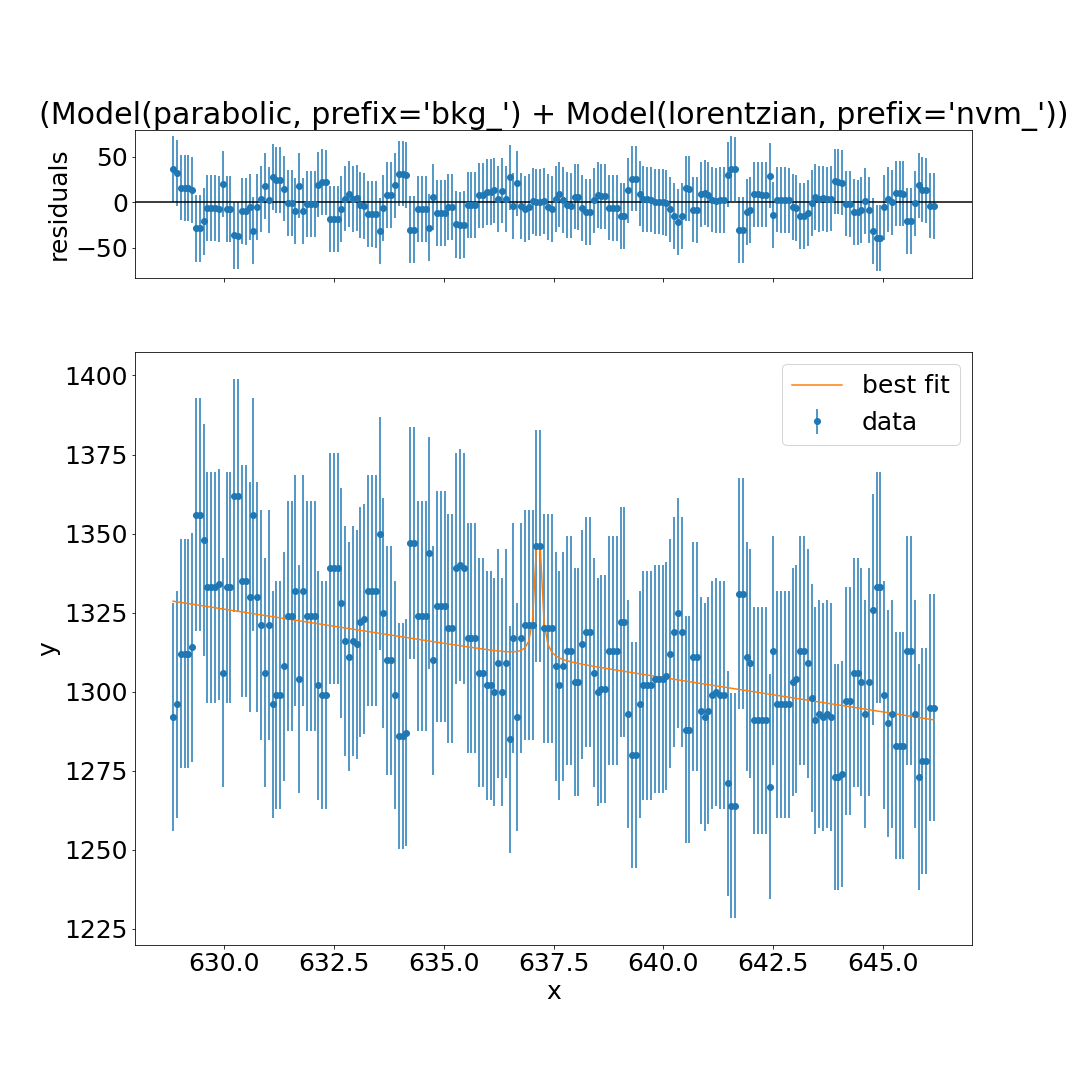 (Model(parabolic, prefix='bkg_') + Model(lorentzian, prefix='nvm_'))
50
0
−50
residuals
1400
1375
1350
1325
1300
1275
1250
1225
y
best fit
data
630.0 632.5 635.0 637.5 640.0 642.5 645.0
x